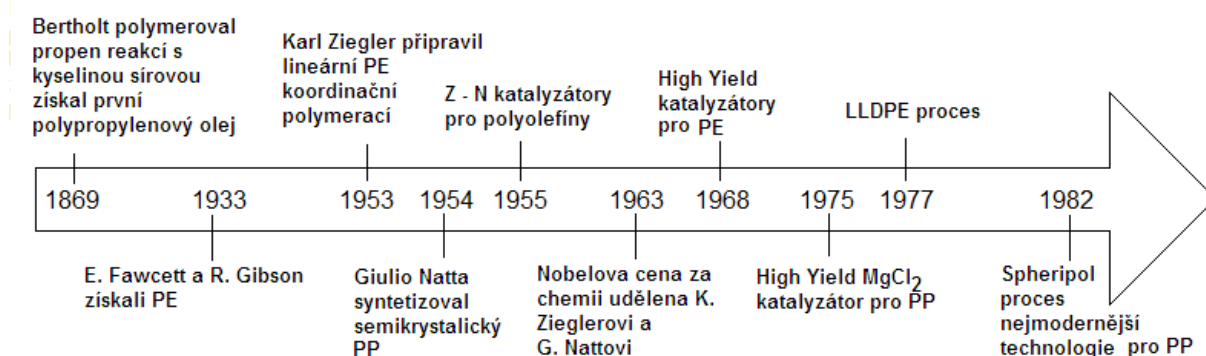 Bertholt polymeroval
propen reakcí s
kyselinou sírovou
získal první
polypropylenový olej
Karl Ziegler připravil
lineární PE
koordinační
polymerací
Z - N katalyzátory
pro polyolefíny
High Yield
katalyzátory
pro PE
LLDPE proces
1869 1933 1953 1954 1955 1963 1968 1975 1977 1982
E. Fawcett a R. Gibson
získali PE
Giulio Natta
syntetizoval
semikrystalický
PP
Nobelova cena za
chemii udělena K.
Zieglerovi a
G. Nattovi
High Yield MgCl2
katalyzátor pro PP
Spheripol
proces
nejmodernější
technologie pro PP